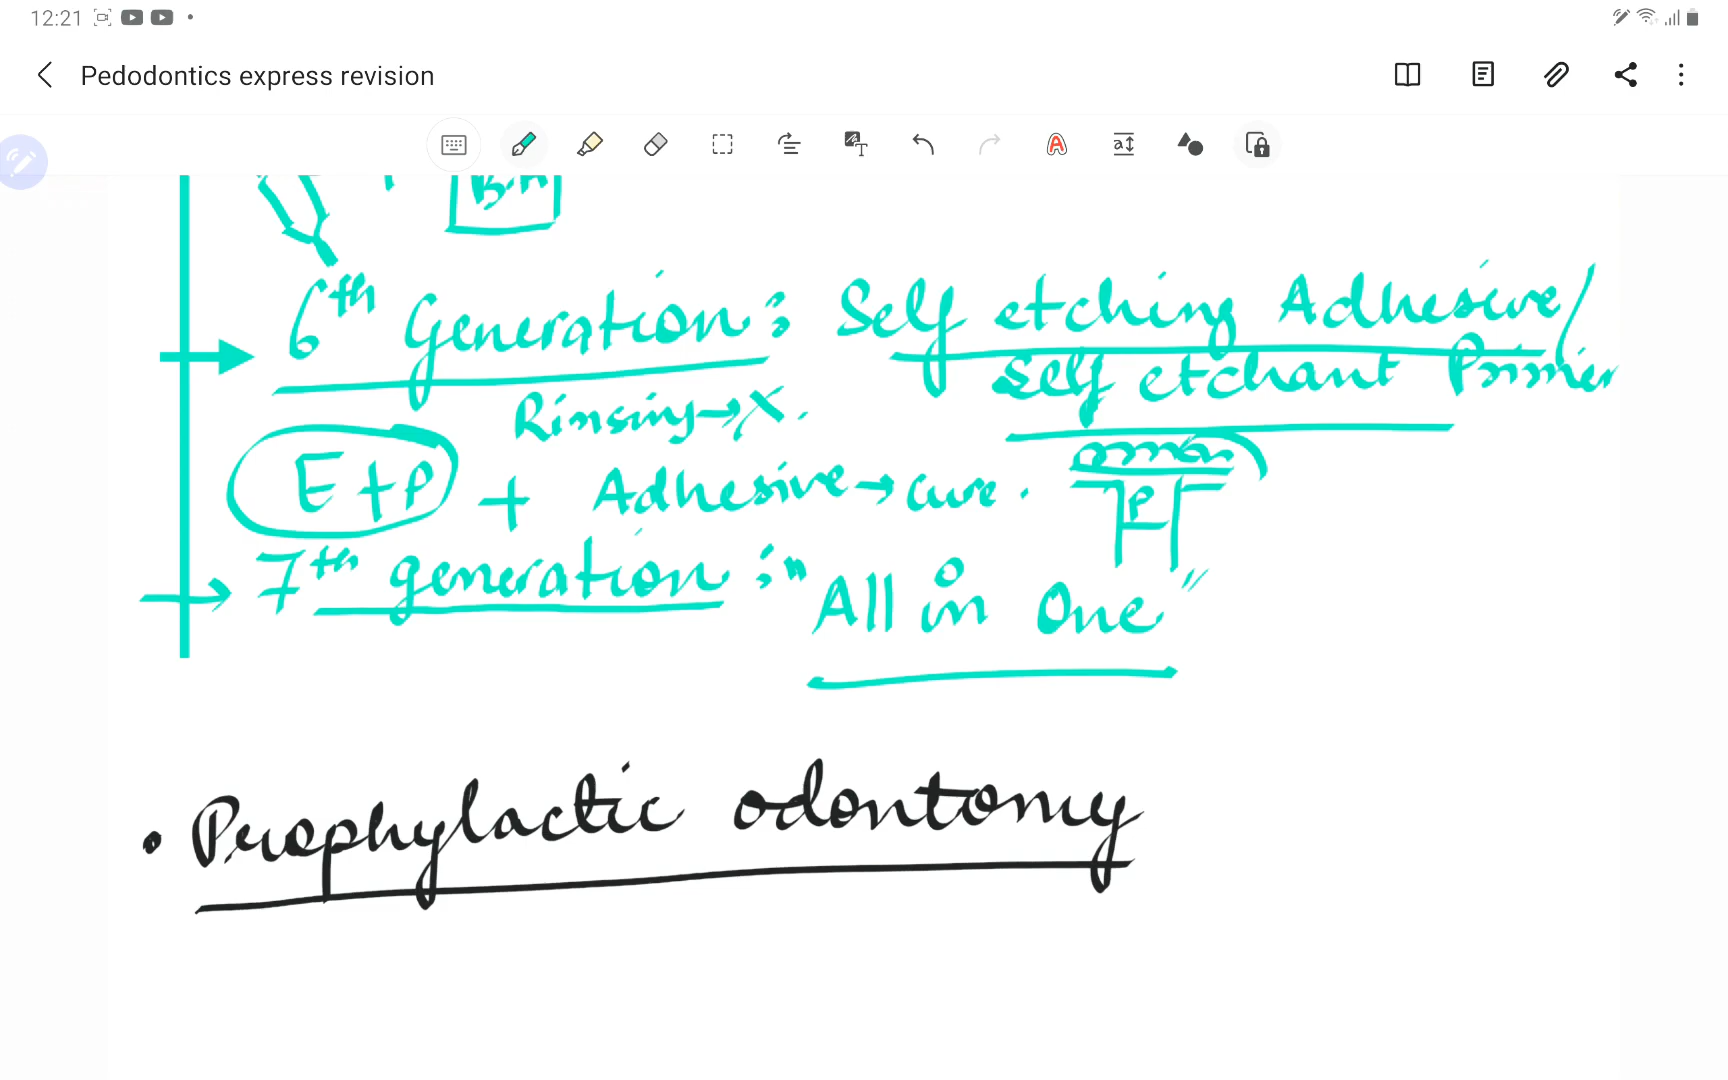 12:21
Pedodontics express revision
6th Generation: Self etching Adhesive/
Self etchant Primer
Rinsing→X.
E+P + Adhesive→cure.
P
7th generation: "All in One"
• Prophylactic odontomy